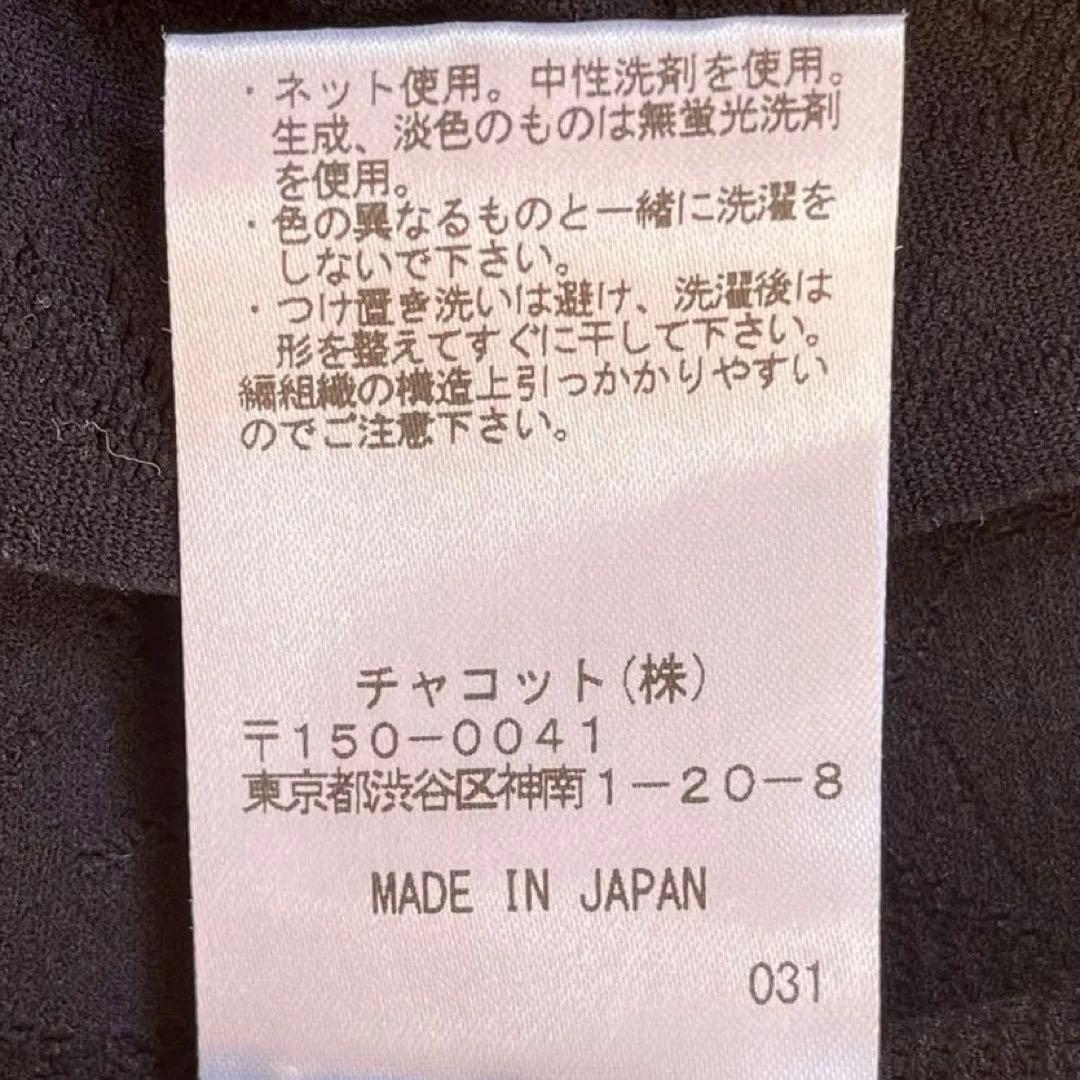 ・ネット使用。中性洗剤を使用。
生成、淡色のものは無蛍光洗剤
を使用。
・色の異なるものと一緒に洗濯を
しないで下さい。
・つけ置き洗いは避け、洗濯後は
形を整えてすぐに干して下さい。
編組織の構造上引っかかりやすい
のでご注意下さい。
チャコット(株)
〒150-0041
東京都渋谷区神南1-20-8
MADE IN JAPAN
031